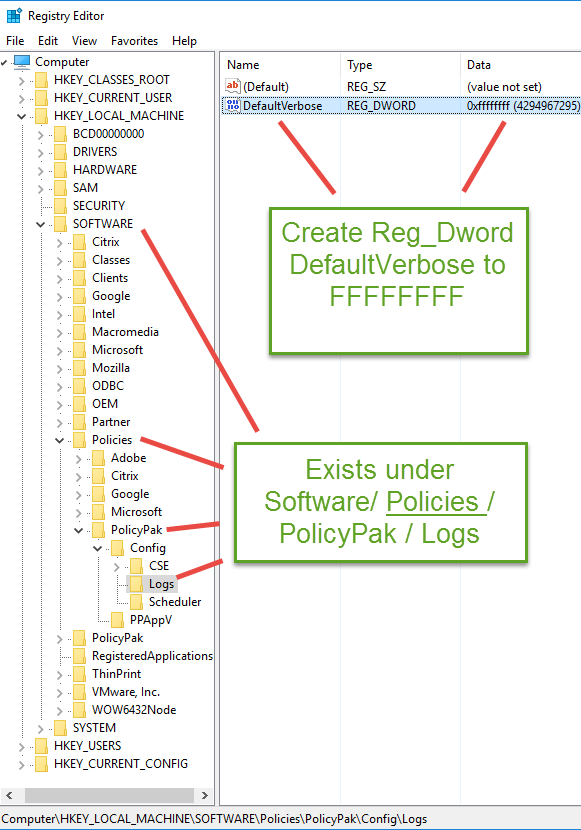 Registry Editor
File Edit View Favorites Help
Computer
HKEY_CLASSES_ROOT
HKEY_CURRENT_USER
HKEY_LOCAL_MACHINE
BCD00000000
DRIVERS
HARDWARE
SAM
SECURITY
SOFTWARE
Citrix
Classes
Clients
Google
Intel
Macromedia
Microsoft
Mozilla
ODBC
OEM
Partner
Policies
Adobe
Citrix
Google
Microsoft
PolicyPak
Config
CSE
Logs
Scheduler
PPAppV
PolicyPak
RegisteredApplications
ThinPrint
VMware, Inc.
WOW6432Node
SYSTEM
HKEY_USERS
HKEY_CURRENT_CONFIG
Name Type Data
(Default) REG_SZ (value not set)
DefaultVerbose REG_DWORD 0xffffffff (4294967295)
Create Reg_Dword
DefaultVerbose to
FFFFFFFF
Exists under
Software/ Policies /
PolicyPak / Logs
Computer\HKEY_LOCAL_MACHINE\SOFTWARE\Policies\PolicyPak\Config\Logs